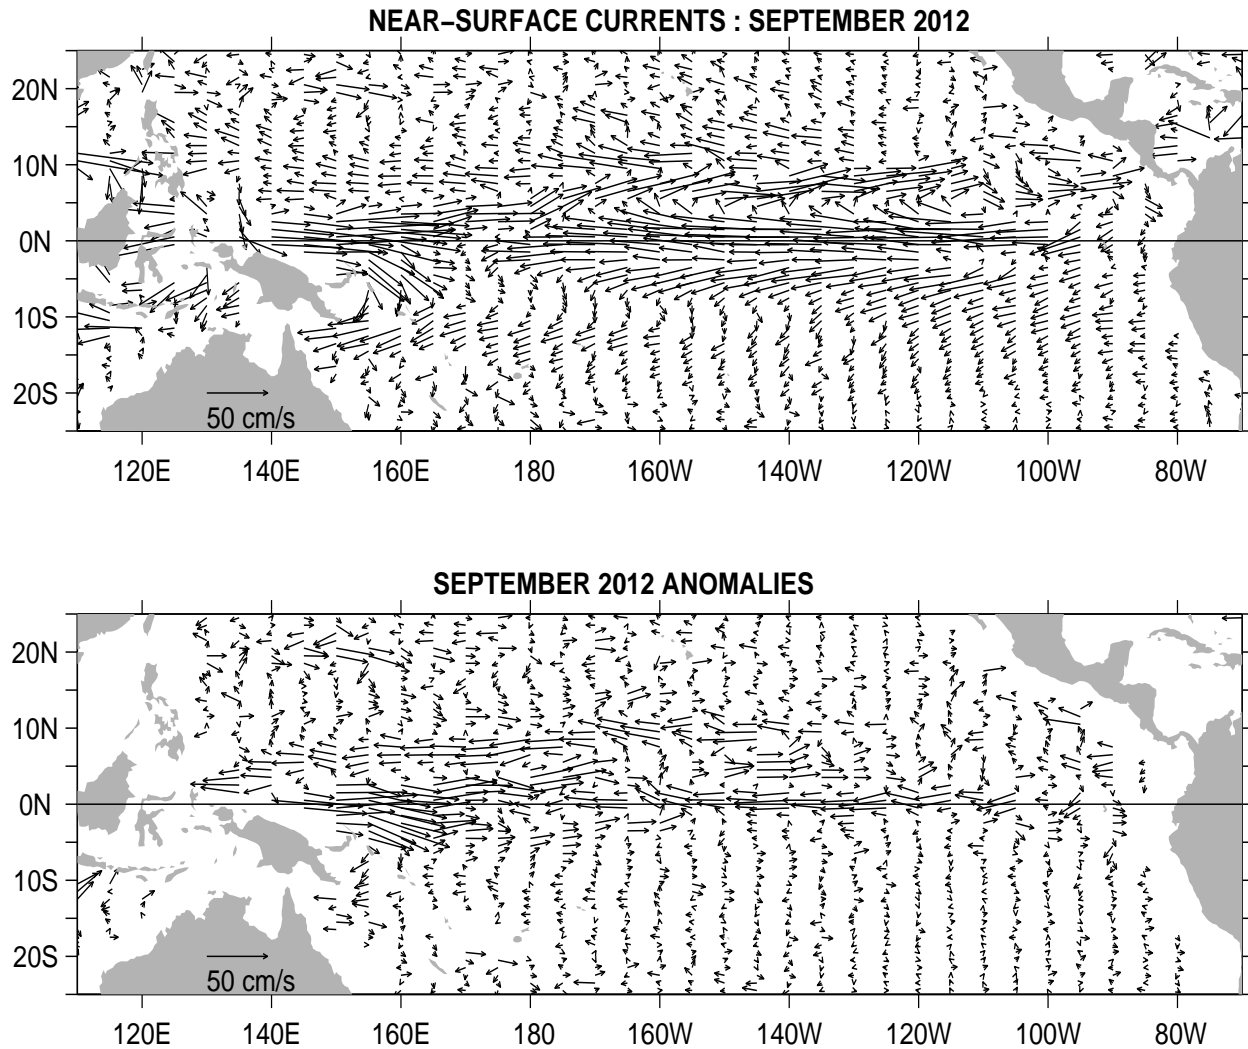 NEAR−SURFACE CURRENTS : SEPTEMBER 2012
20N
10N
0N
10S
20S
50 cm/s
120E 140E 160E 180 160W 140W 120W 100W 80W
SEPTEMBER 2012 ANOMALIES
20N
10N
0N
10S
20S
50 cm/s
120E 140E 160E 180 160W 140W 120W 100W 80W